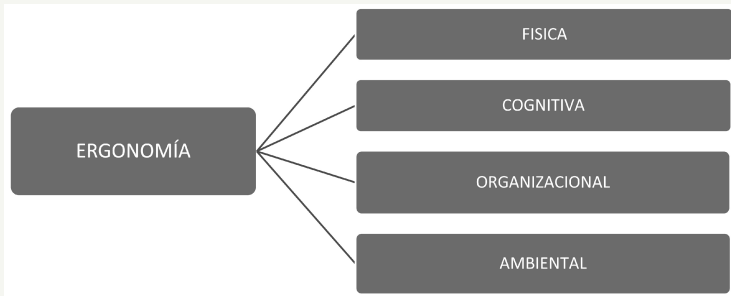 ERGONOMÍA
FISICA
COGNITIVA
ORGANIZACIONAL
AMBIENTAL